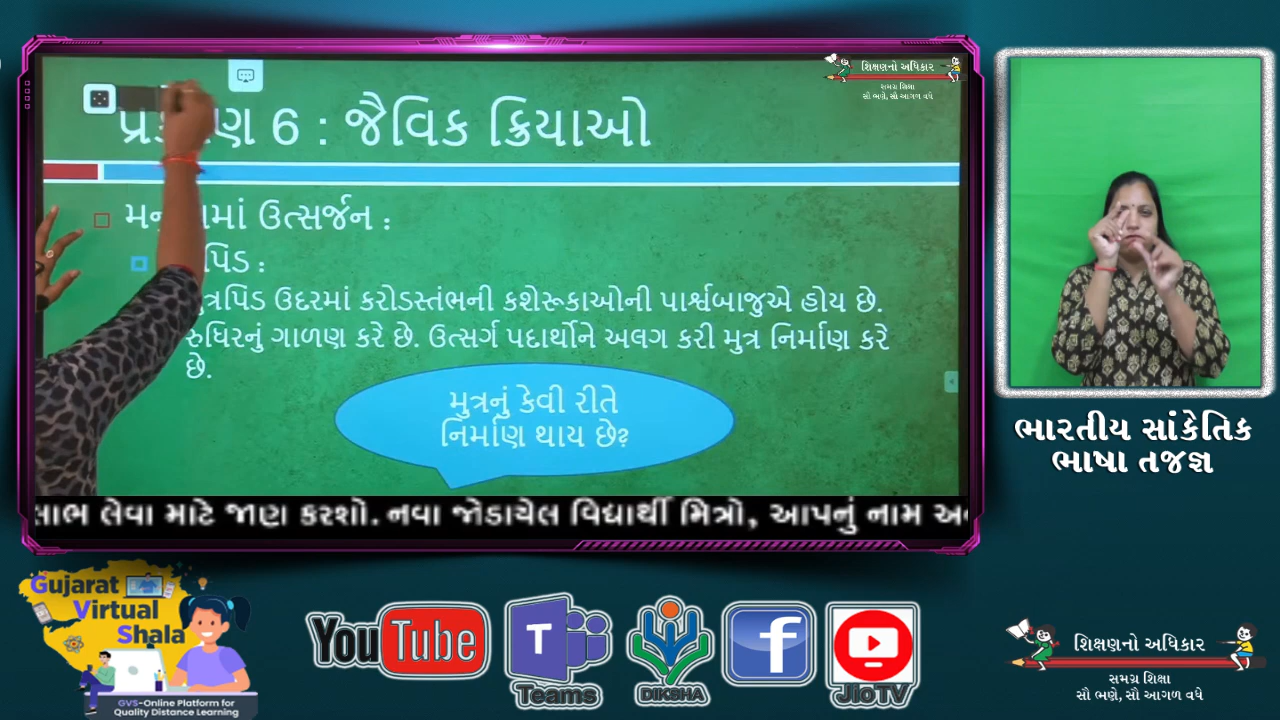 શિક્ષણનો અધિકાર
સમગ્ર શિક્ષા
સૌ ભણે, સૌ આગળ વધે
6 : જૈવિક ક્રિયાઓ
ઉત્સર્જન :
ઉદરમાં કરોડસ્તંભની કશેરૂકાઓની પાર્શ્વબાજુએ હોય છે.
રુધિરનું ગાળણ કરે છે. ઉત્સર્ગ પદાર્થોને અલગ કરી મુત્ર નિર્માણ કરે
છે.
મુત્રનું કેવી રીતે
નિર્માણ થાય છે?
લેવા માટે જાણ કરશો. નવા જોડાયેલ વિદ્યાર્થી મિત્રો, આપનું નામ
ભારતીય સાંકેતિક
ભાષા તજજ્ઞ
Gujarat
Virtual
Shala
GVS-Online Platform for
Quality Distance Learning
YouTube
T
Teams
DIKSHA
f
JioTV
શિક્ષણનો અધિકાર
સમગ્ર શિક્ષા
સૌ ભણે, સૌ આગળ વધે